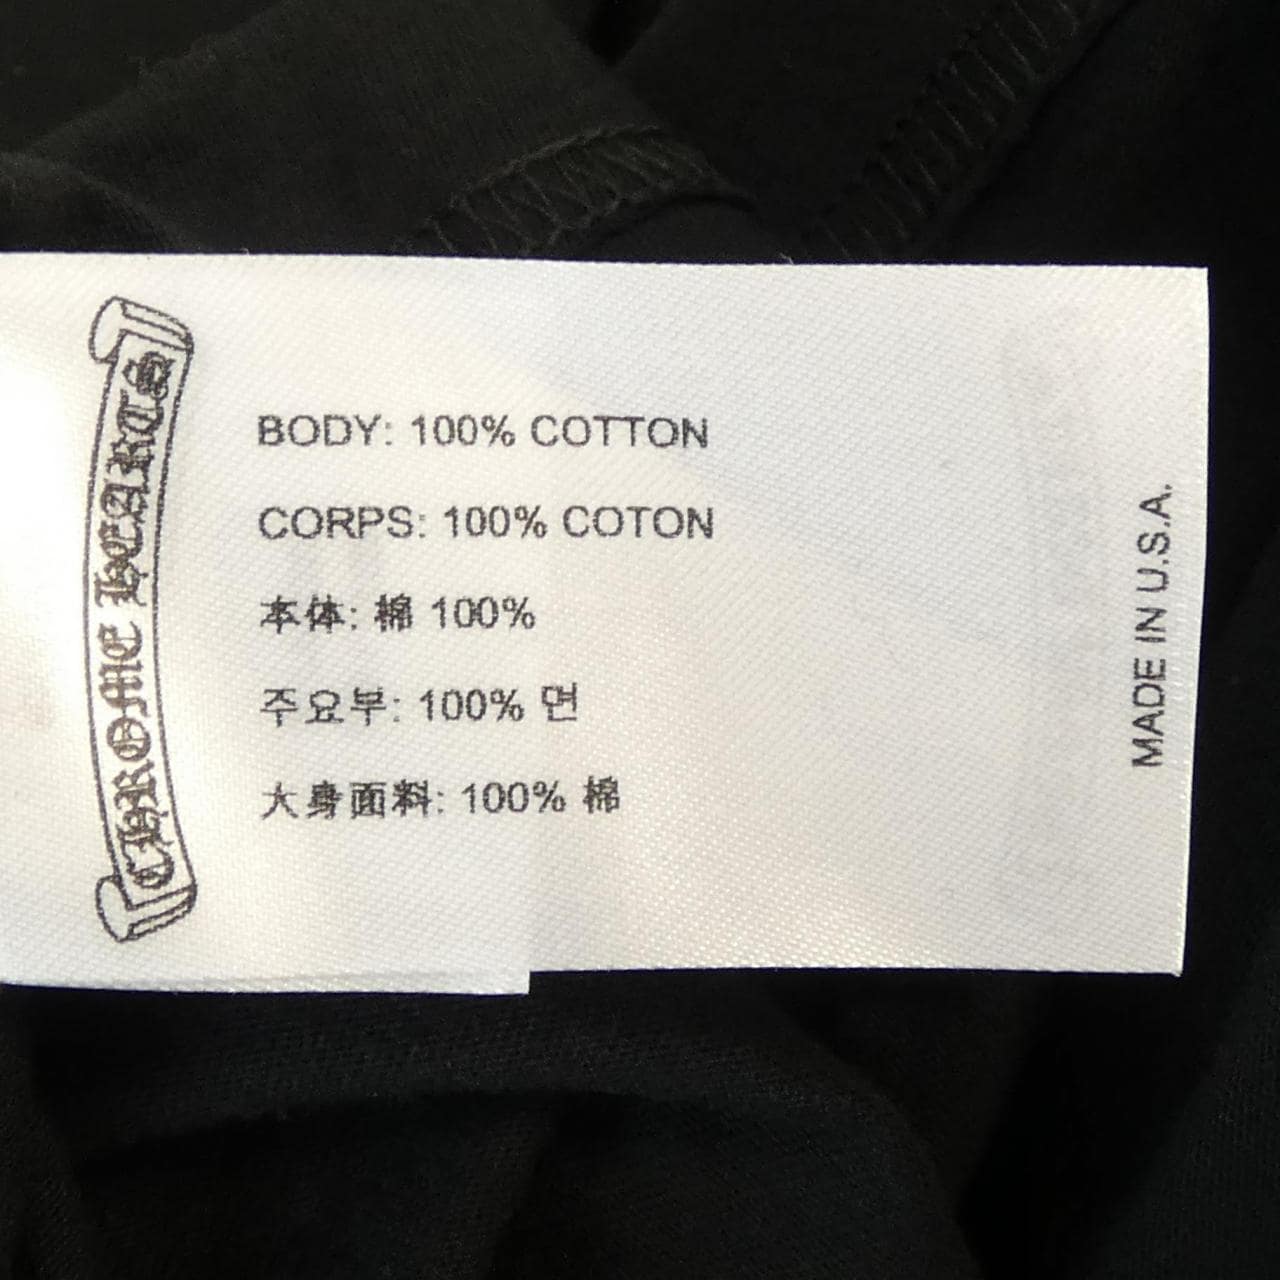 CHROME HEARTS
BODY: 100% COTTON
CORPS: 100% COTON
本体: 棉 100%
주요부: 100% 면
大身面料: 100% 棉
MADE IN U.S.A.